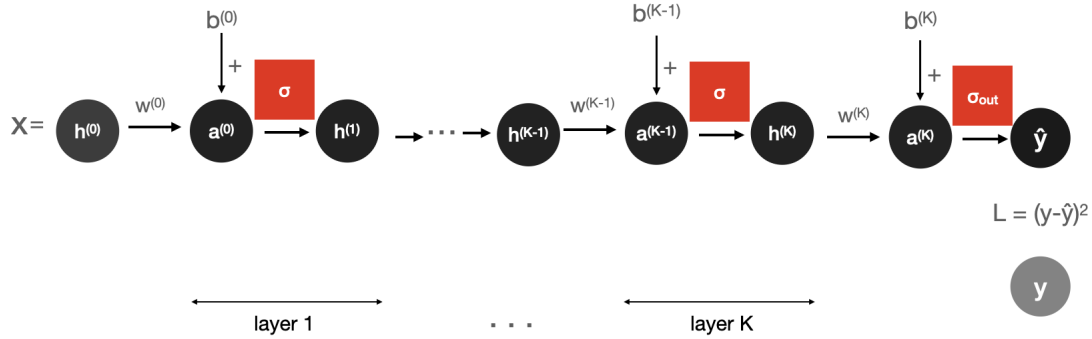 b⁽⁰⁾
b⁽ᴷ⁻¹⁾
b⁽ᴷ⁾
+
+
+
σ
σ
σout
X = h⁽⁰⁾ w⁽⁰⁾ a⁽⁰⁾ h⁽¹⁾ ... h⁽ᴷ⁻¹⁾ w⁽ᴷ⁻¹⁾ a⁽ᴷ⁻¹⁾ h⁽ᴷ⁾ w⁽ᴷ⁾ a⁽ᴷ⁾ ŷ
L = (y-ŷ)²
y
layer 1 . . . layer K